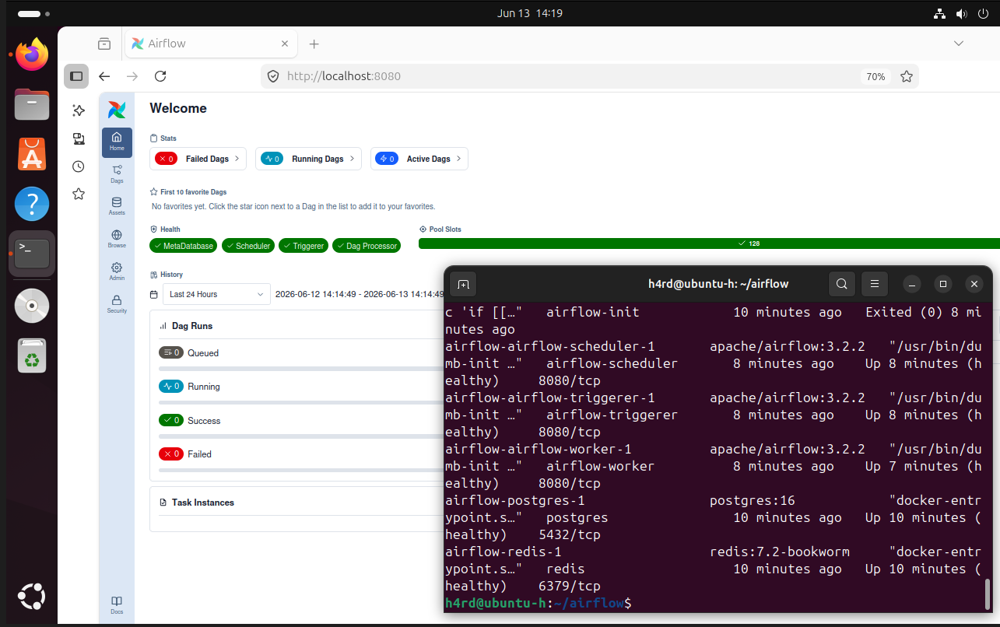 Jun 13 14:19
Airflow
http://localhost:8080
70%
Welcome
Home
Dags
Assets
Browse
Admin
Security
Docs
Stats
0 Failed Dags
0 Running Dags
0 Active Dags
First 10 favorite Dags
No favorites yet. Click the star icon next to a Dag in the list to add it to your favorites.
Health
MetaDatabase
Scheduler
Triggerer
Dag Processor
Pool Slots
128
History
Last 24 Hours
2026-06-12 14:14:49 - 2026-06-13 14:14:49
Dag Runs
0 Queued
0 Running
0 Success
0 Failed
Task Instances
h4rd@ubuntu-h: ~/airflow
c 'if [[…"   airflow-init            10 minutes ago   Exited (0) 8 mi
nutes ago
airflow-airflow-scheduler-1       apache/airflow:3.2.2   "/usr/bin/du
mb-init …"   airflow-scheduler       8 minutes ago    Up 8 minutes (h
ealthy)     8080/tcp
airflow-airflow-triggerer-1       apache/airflow:3.2.2   "/usr/bin/du
mb-init …"   airflow-triggerer       8 minutes ago    Up 8 minutes (h
ealthy)     8080/tcp
airflow-airflow-worker-1          apache/airflow:3.2.2   "/usr/bin/du
mb-init …"   airflow-worker          8 minutes ago    Up 7 minutes (h
ealthy)     8080/tcp
airflow-postgres-1                postgres:16            "docker-entr
ypoint.s…"   postgres                10 minutes ago   Up 10 minutes (
healthy)    5432/tcp
airflow-redis-1                   redis:7.2-bookworm     "docker-entr
ypoint.s…"   redis                   10 minutes ago   Up 10 minutes (
healthy)    6379/tcp
h4rd@ubuntu-h:~/airflow$